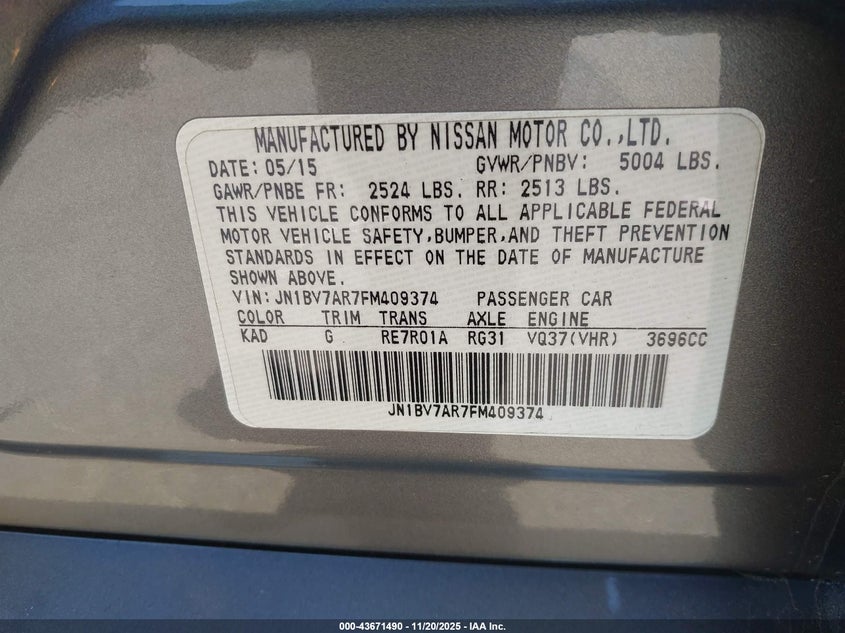 MANUFACTURED BY NISSAN MOTOR CO.,LTD.
DATE: 05/15 GVWR/PNBV: 5004 LBS.
GAWR/PNBE FR: 2524 LBS. RR: 2513 LBS.
THIS VEHICLE CONFORMS TO ALL APPLICABLE FEDERAL
MOTOR VEHICLE SAFETY,BUMPER,AND THEFT PREVENTION
STANDARDS IN EFFECT ON THE DATE OF MANUFACTURE
SHOWN ABOVE.
VIN: JN1BV7AR7FM409374 PASSENGER CAR
COLOR TRIM TRANS AXLE ENGINE
KAD G RE7R01A RG31 VQ37(VHR) 3696CC
JN1BV7AR7FM409374
000-43671490 - 11/20/2025 - IAA Inc.